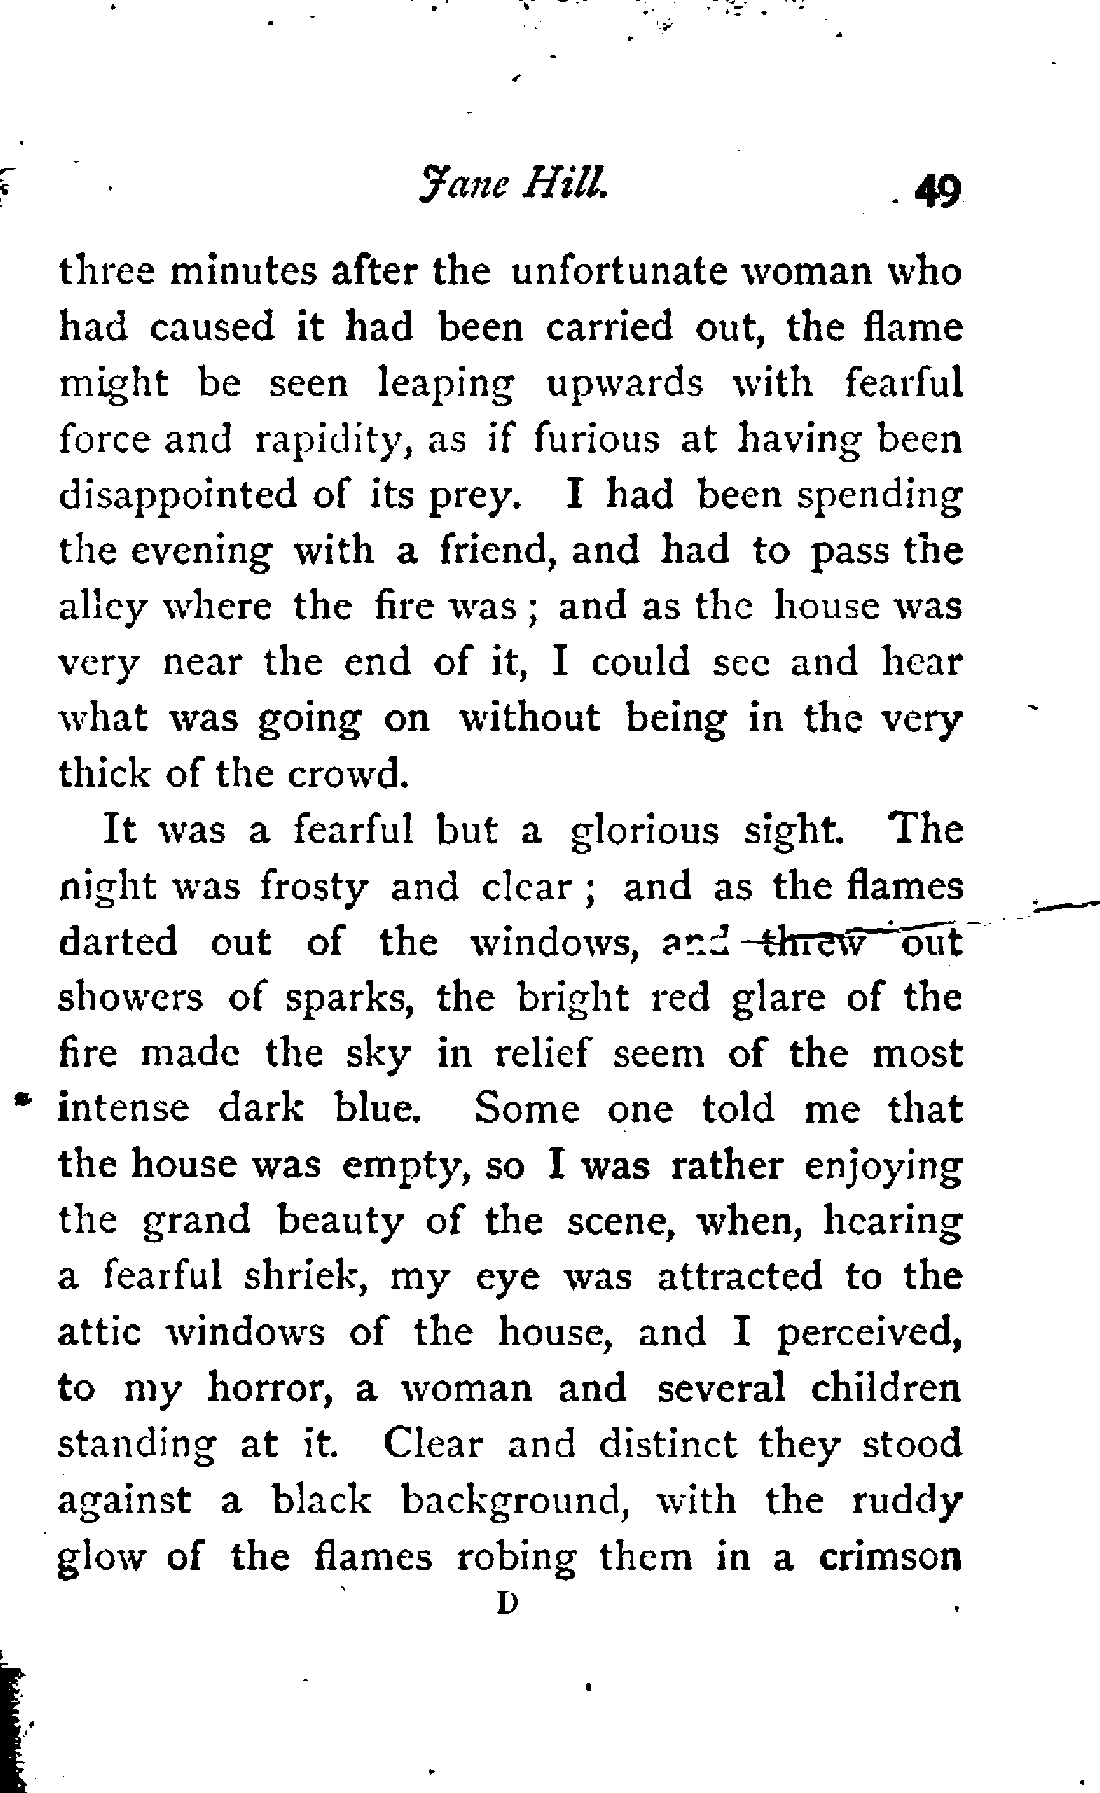 Jane Hill. 49
three minutes after the unfortunate woman who
had caused it had been carried out, the flame
might be seen leaping upwards with fearful
force and rapidity, as if furious at having been
disappointed of its prey. I had been spending
the evening with a friend, and had to pass the
alley where the fire was ; and as the house was
very near the end of it, I could see and hear
what was going on without being in the very
thick of the crowd.
It was a fearful but a glorious sight. The
night was frosty and clear ; and as the flames
darted out of the windows, and threw out
showers of sparks, the bright red glare of the
fire made the sky in relief seem of the most
intense dark blue. Some one told me that
the house was empty, so I was rather enjoying
the grand beauty of the scene, when, hearing
a fearful shriek, my eye was attracted to the
attic windows of the house, and I perceived,
to my horror, a woman and several children
standing at it. Clear and distinct they stood
against a black background, with the ruddy
glow of the flames robing them in a crimson
D